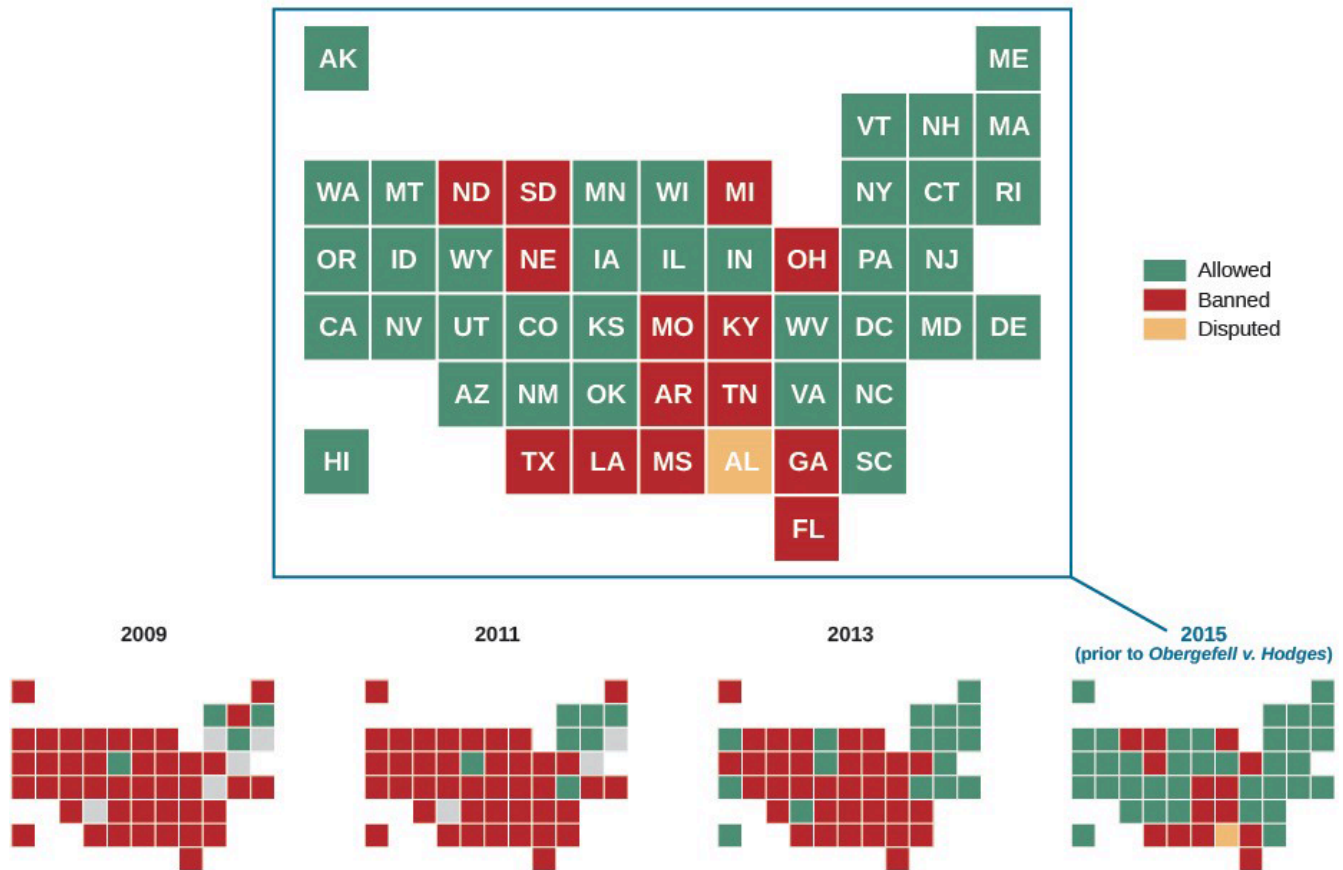 AK ME
VT NH MA
WA MT ND SD MN WI MI NY CT RI
OR ID WY NE IA IL IN OH PA NJ
CA NV UT CO KS MO KY WV DC MD DE
AZ NM OK AR TN VA NC
HI TX LA MS AL GA SC
FL
Allowed
Banned
Disputed
2009
2011
2013
2015
(prior to Obergefell v. Hodges)